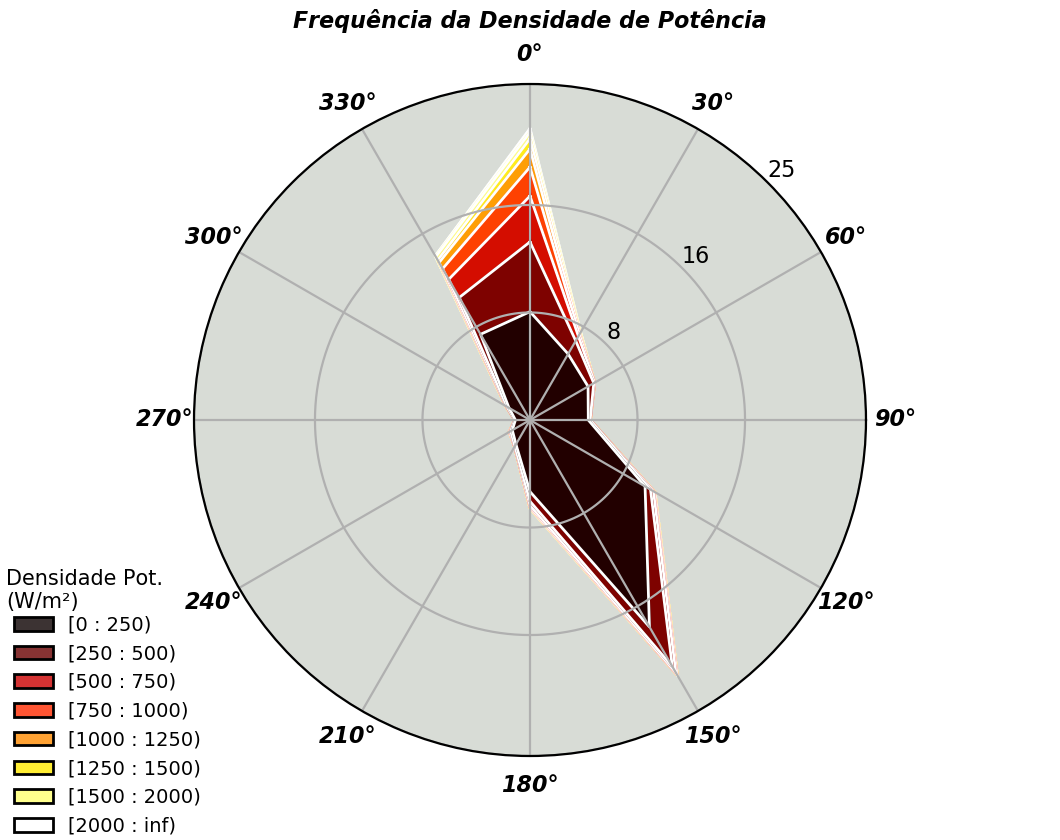 Frequência da Densidade de Potência
0°
330°
30°
25
300°
60°
16
8
270°
90°
240°
120°
210°
150°
180°
Densidade Pot.
(W/m²)
[0 : 250)
[250 : 500)
[500 : 750)
[750 : 1000)
[1000 : 1250)
[1250 : 1500)
[1500 : 2000)
[2000 : inf)